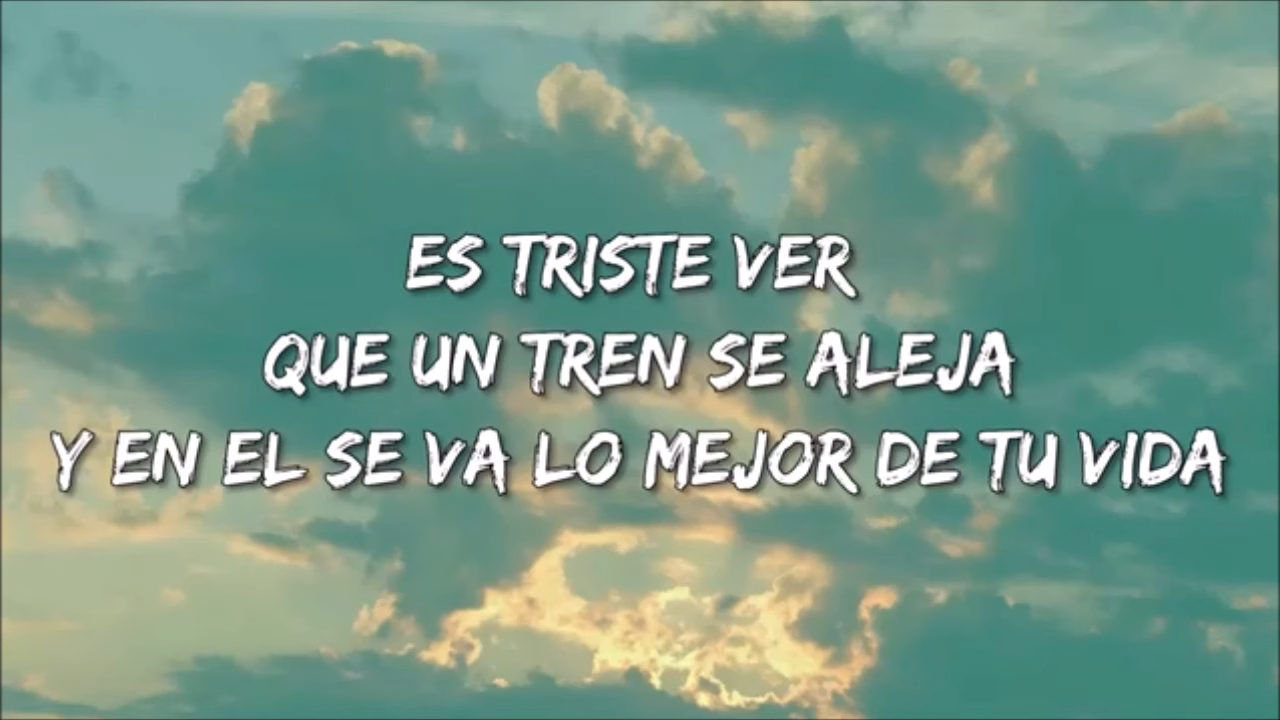 ES TRISTE VER
QUE UN TREN SE ALEJA
Y EN EL SE VA LO MEJOR DE TU VIDA